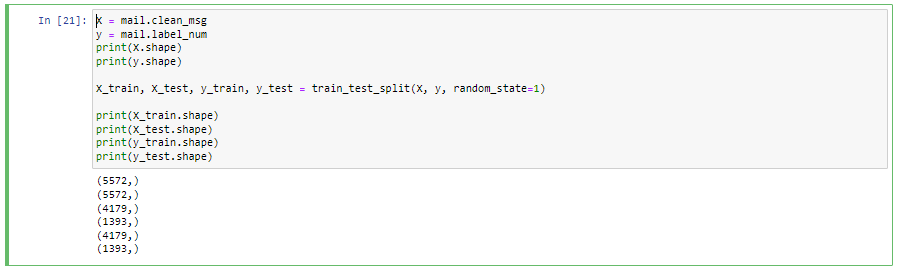 In [21]: X = mail.clean_msg
y = mail.label_num
print(X.shape)
print(y.shape)
X_train, X_test, y_train, y_test = train_test_split(X, y, random_state=1)
print(X_train.shape)
print(X_test.shape)
print(y_train.shape)
print(y_test.shape)
(5572,)
(5572,)
(4179,)
(1393,)
(4179,)
(1393,)